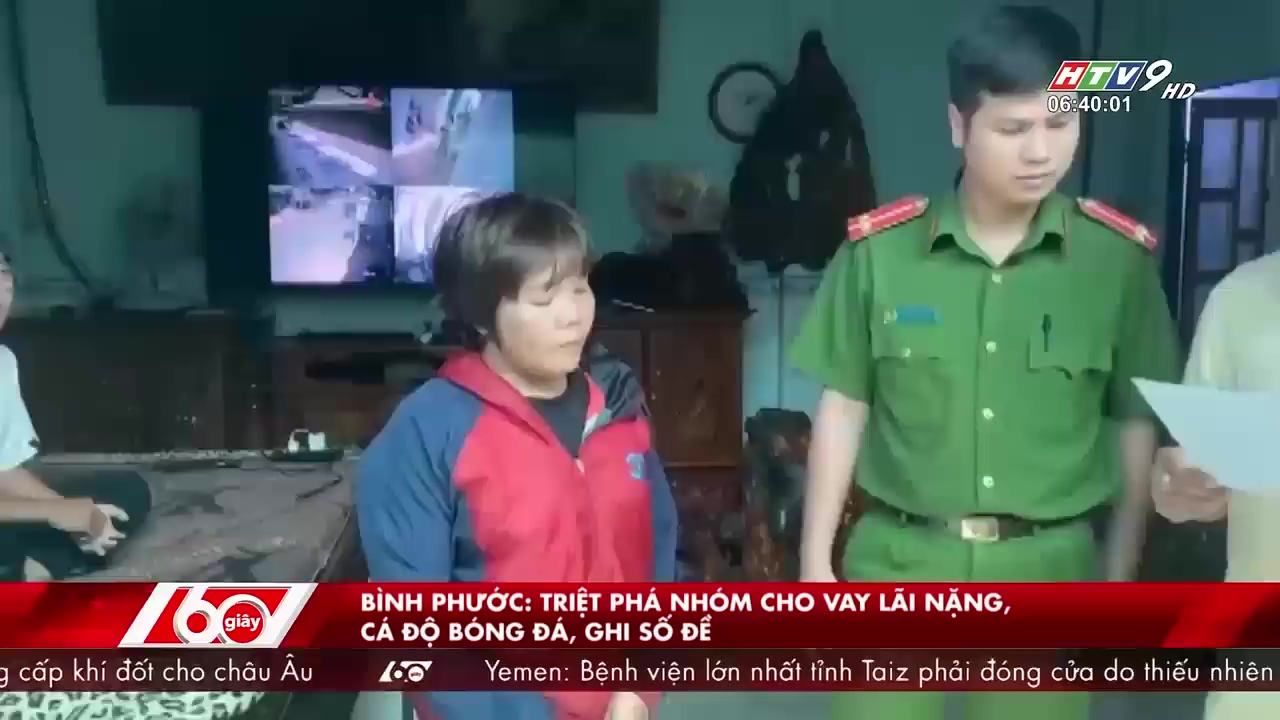 HTV9 HD
06:40:01
60 giây
BÌNH PHƯỚC: TRIỆT PHÁ NHÓM CHO VAY LÃI NẶNG,
CÁ ĐỘ BÓNG ĐÁ, GHI SỐ ĐỀ
g cấp khí đốt cho châu Âu 60 Yemen: Bệnh viện lớn nhất tỉnh Taiz phải đóng cửa do thiếu nhiên